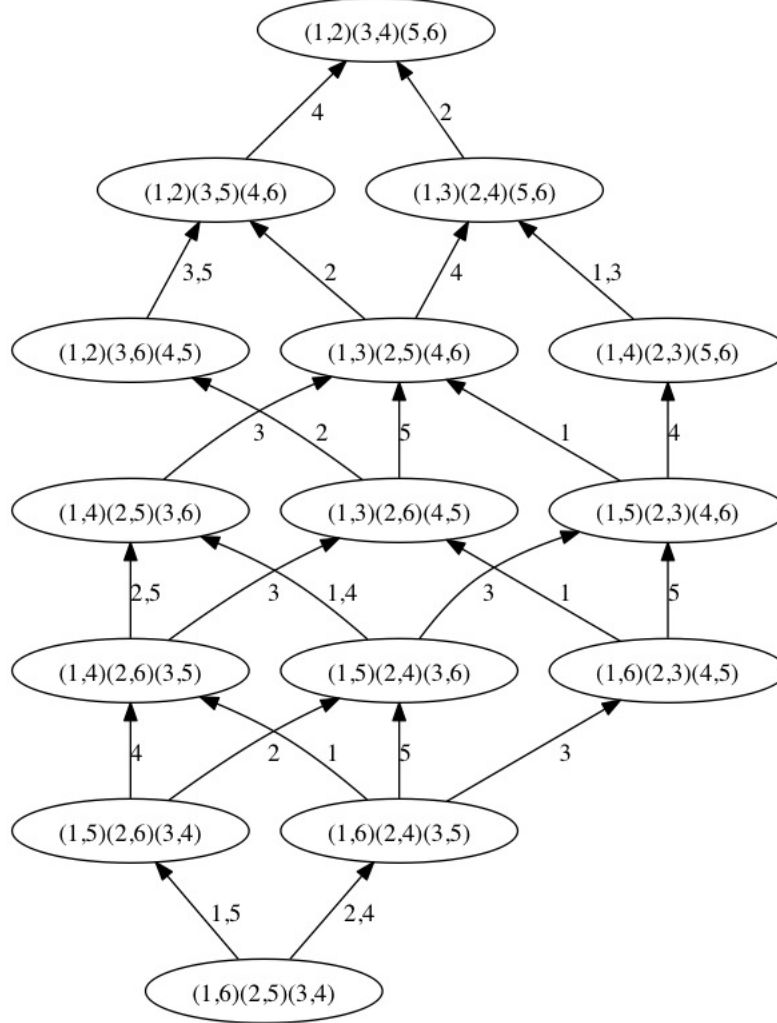 (1,2)(3,4)(5,6)
4 2
(1,2)(3,5)(4,6) (1,3)(2,4)(5,6)
3,5 2 4 1,3
(1,2)(3,6)(4,5) (1,3)(2,5)(4,6) (1,4)(2,3)(5,6)
3 2 5 1 4
(1,4)(2,5)(3,6) (1,3)(2,6)(4,5) (1,5)(2,3)(4,6)
2,5 3 1,4 3 1 5
(1,4)(2,6)(3,5) (1,5)(2,4)(3,6) (1,6)(2,3)(4,5)
4 2 1 5 3
(1,5)(2,6)(3,4) (1,6)(2,4)(3,5)
1,5 2,4
(1,6)(2,5)(3,4)